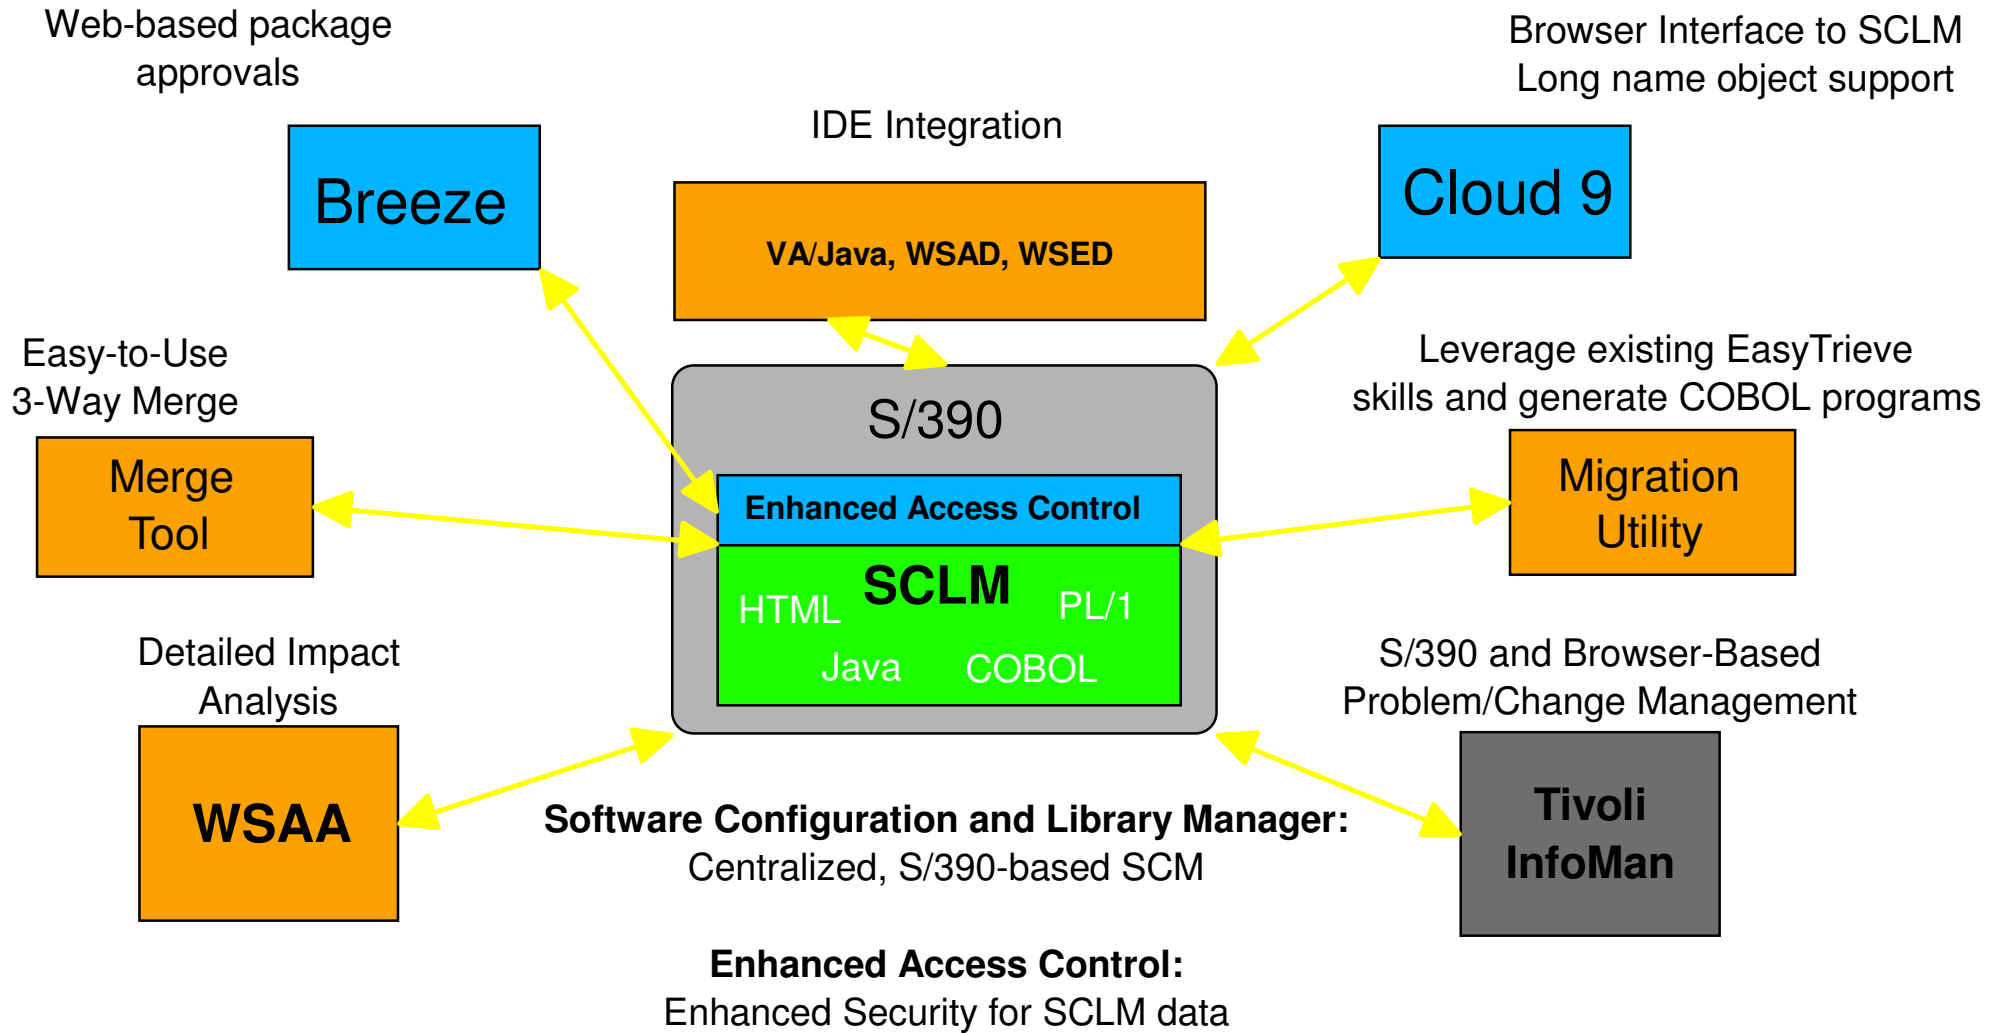 Web-based package
approvals
Breeze
IDE Integration
VA/Java, WSAD, WSED
Browser Interface to SCLM
Long name object support
Cloud 9
Easy-to-Use
3-Way Merge
Merge
Tool
S/390
Enhanced Access Control
SCLM
HTML
PL/1
Java
COBOL
Leverage existing EasyTrieve
skills and generate COBOL programs
Migration
Utility
Detailed Impact
Analysis
WSAA
S/390 and Browser-Based
Problem/Change Management
Tivoli
InfoMan
Software Configuration and Library Manager:
Centralized, S/390-based SCM
Enhanced Access Control:
Enhanced Security for SCLM data